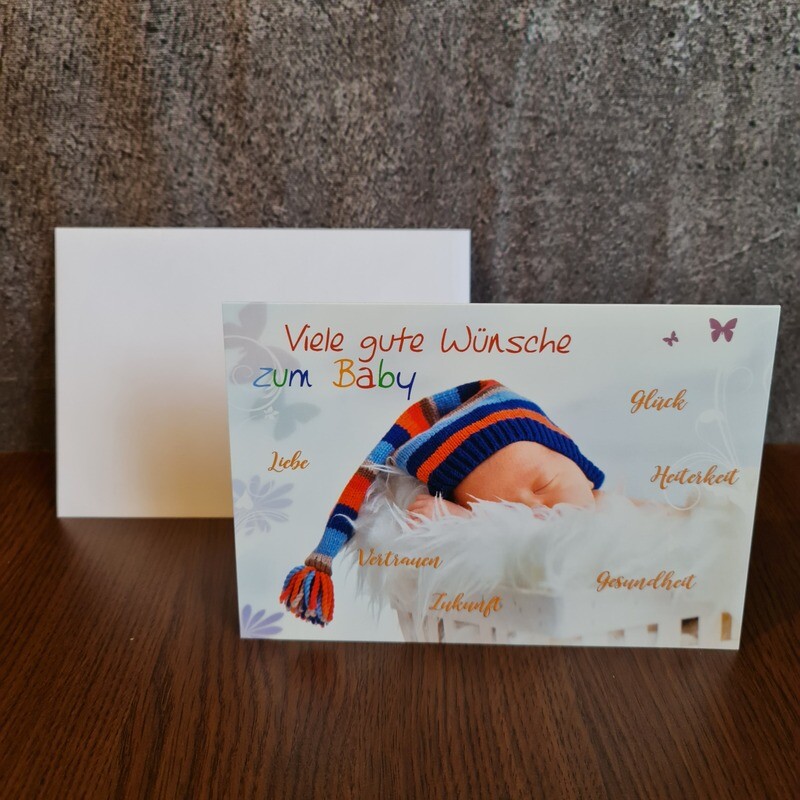 Viele gute Wünsche
zum Baby
Glück
Liebe
Heiterkeit
Vertrauen
Gesundheit
Zukunft